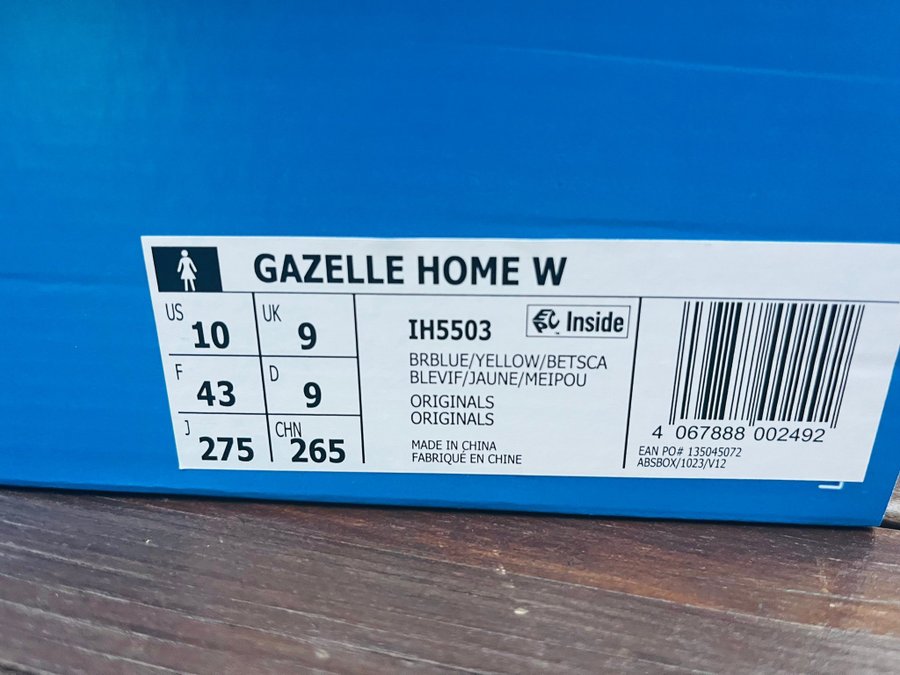 GAZELLE HOME W
US 10 UK 9
F 43 D 9
J 275 CHN 265
IH5503 Inside
BRBLUE/YELLOW/BETSCA
BLEVIF/JAUNE/MEIPOU
ORIGINALS
ORIGINALS
MADE IN CHINA
FABRIQUÉ EN CHINE
4 067888 002492
EAN PO# 135045072
ABSBOX/1023/V12